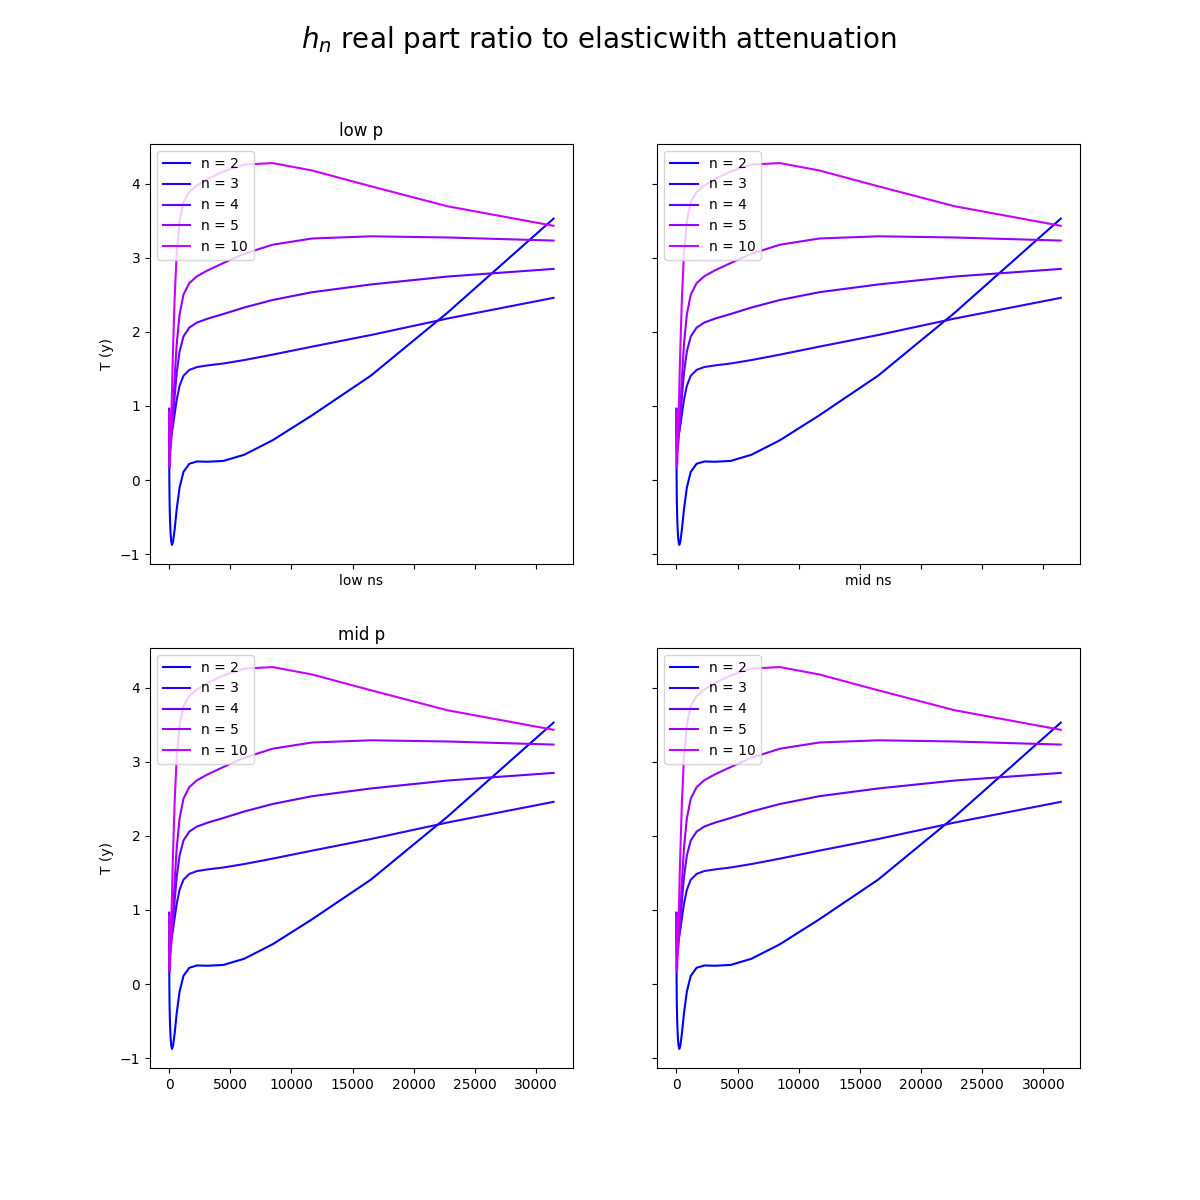 hₙ real part ratio to elasticwith attenuation
low p
n = 2
n = 3
n = 4
n = 5
n = 10
4
3
2
1
0
−1
T (y)
low ns
n = 2
n = 3
n = 4
n = 5
n = 10
mid ns
mid p
n = 2
n = 3
n = 4
n = 5
n = 10
4
3
2
1
0
−1
T (y)
0 5000 10000 15000 20000 25000 30000
n = 2
n = 3
n = 4
n = 5
n = 10
0 5000 10000 15000 20000 25000 30000